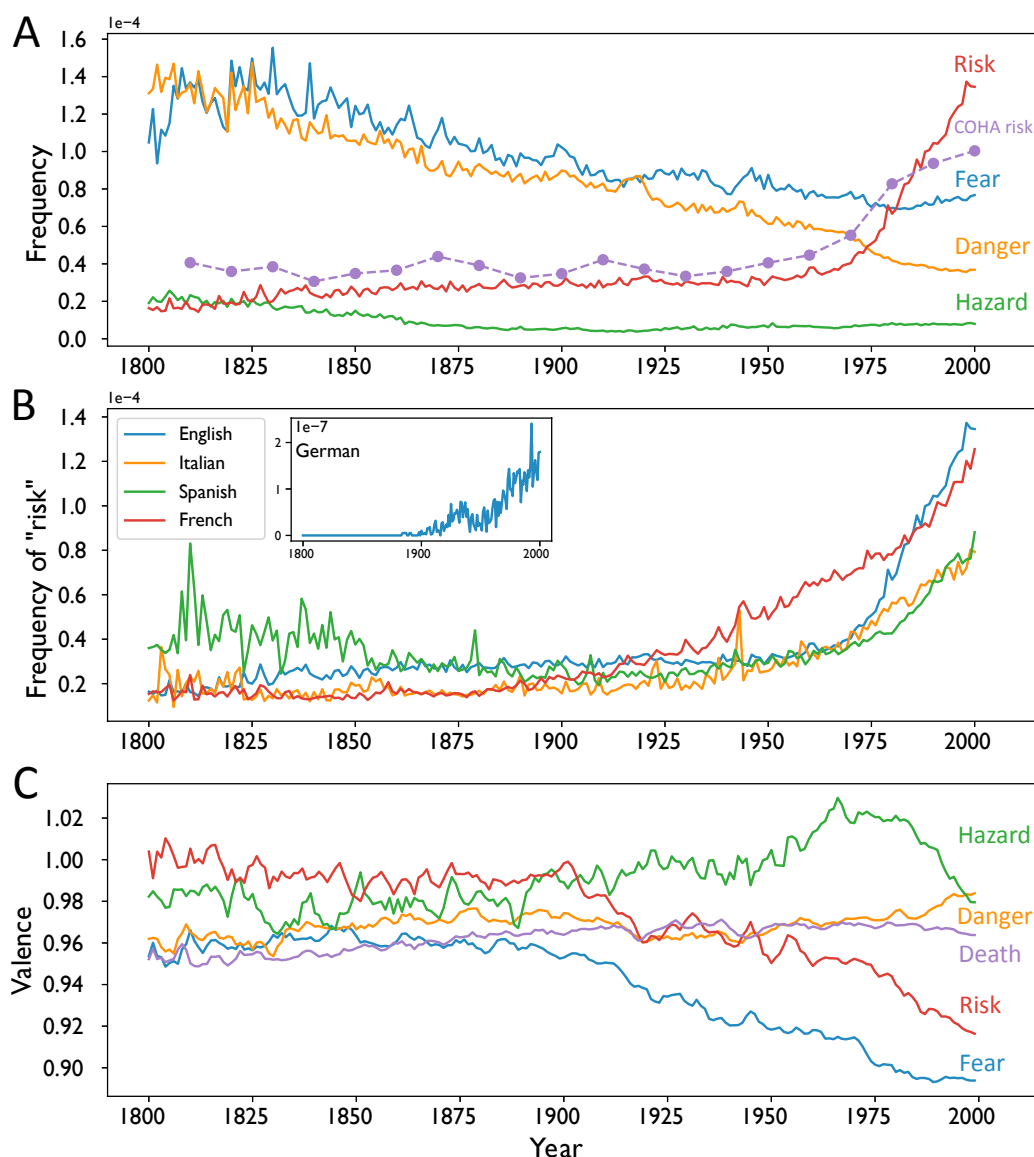 A
1e−4
1.6
1.4
1.2
1.0
0.8
0.6
0.4
0.2
0.0
Frequency
Risk
COHA risk
Fear
Danger
Hazard
1800 1825 1850 1875 1900 1925 1950 1975 2000
B
1e−4
1.4
1.2
1.0
0.8
0.6
0.4
0.2
Frequency of "risk"
English
Italian
Spanish
French
1e−7
German
2
1
0
1800 1900 2000
1800 1825 1850 1875 1900 1925 1950 1975 2000
C
1.02
1.00
0.98
0.96
0.94
0.92
0.90
Valence
Hazard
Danger
Death
Risk
Fear
1800 1825 1850 1875 1900 1925 1950 1975 2000
Year